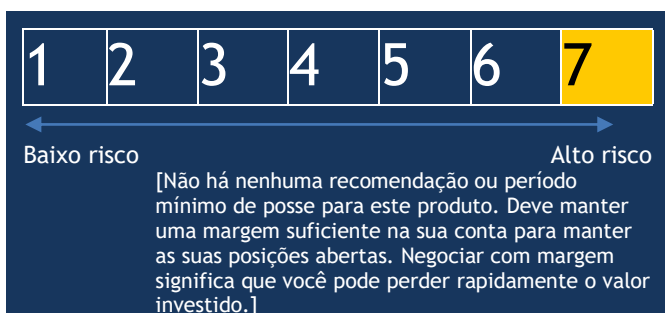 1 2 3 4 5 6 7
Baixo risco Alto risco
[Não há nenhuma recomendação ou período
mínimo de posse para este produto. Deve manter
uma margem suficiente na sua conta para manter
as suas posições abertas. Negociar com margem
significa que você pode perder rapidamente o valor
investido.]